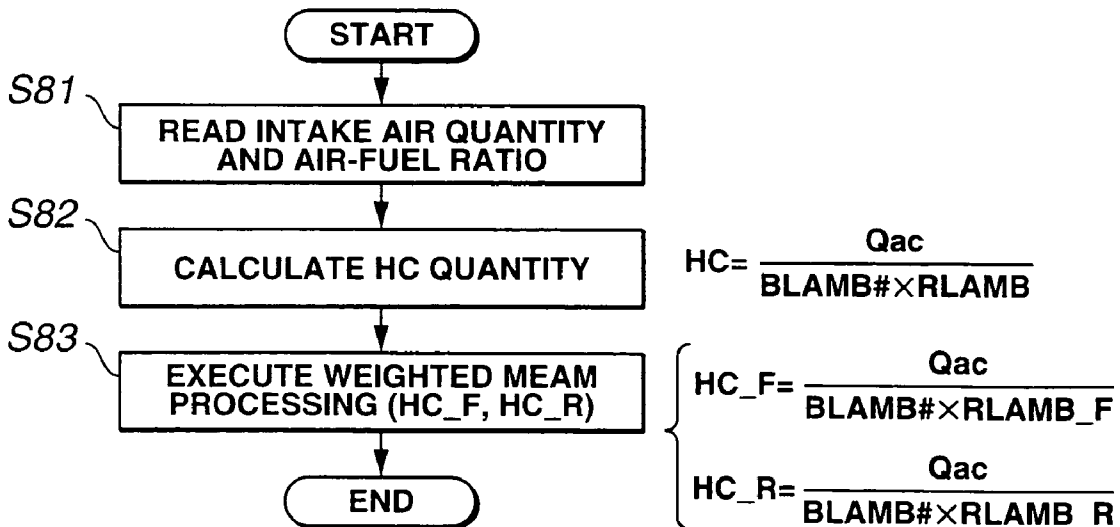 START
S81
READ INTAKE AIR QUANTITY
AND AIR-FUEL RATIO
S82
CALCULATE HC QUANTITY
HC= Qac
BLAMB#×RLAMB
S83
EXECUTE WEIGHTED MEAM
PROCESSING (HC_F, HC_R)
HC_F= Qac
BLAMB#×RLAMB_F
HC_R= Qac
BLAMB#×RLAMB_R
END